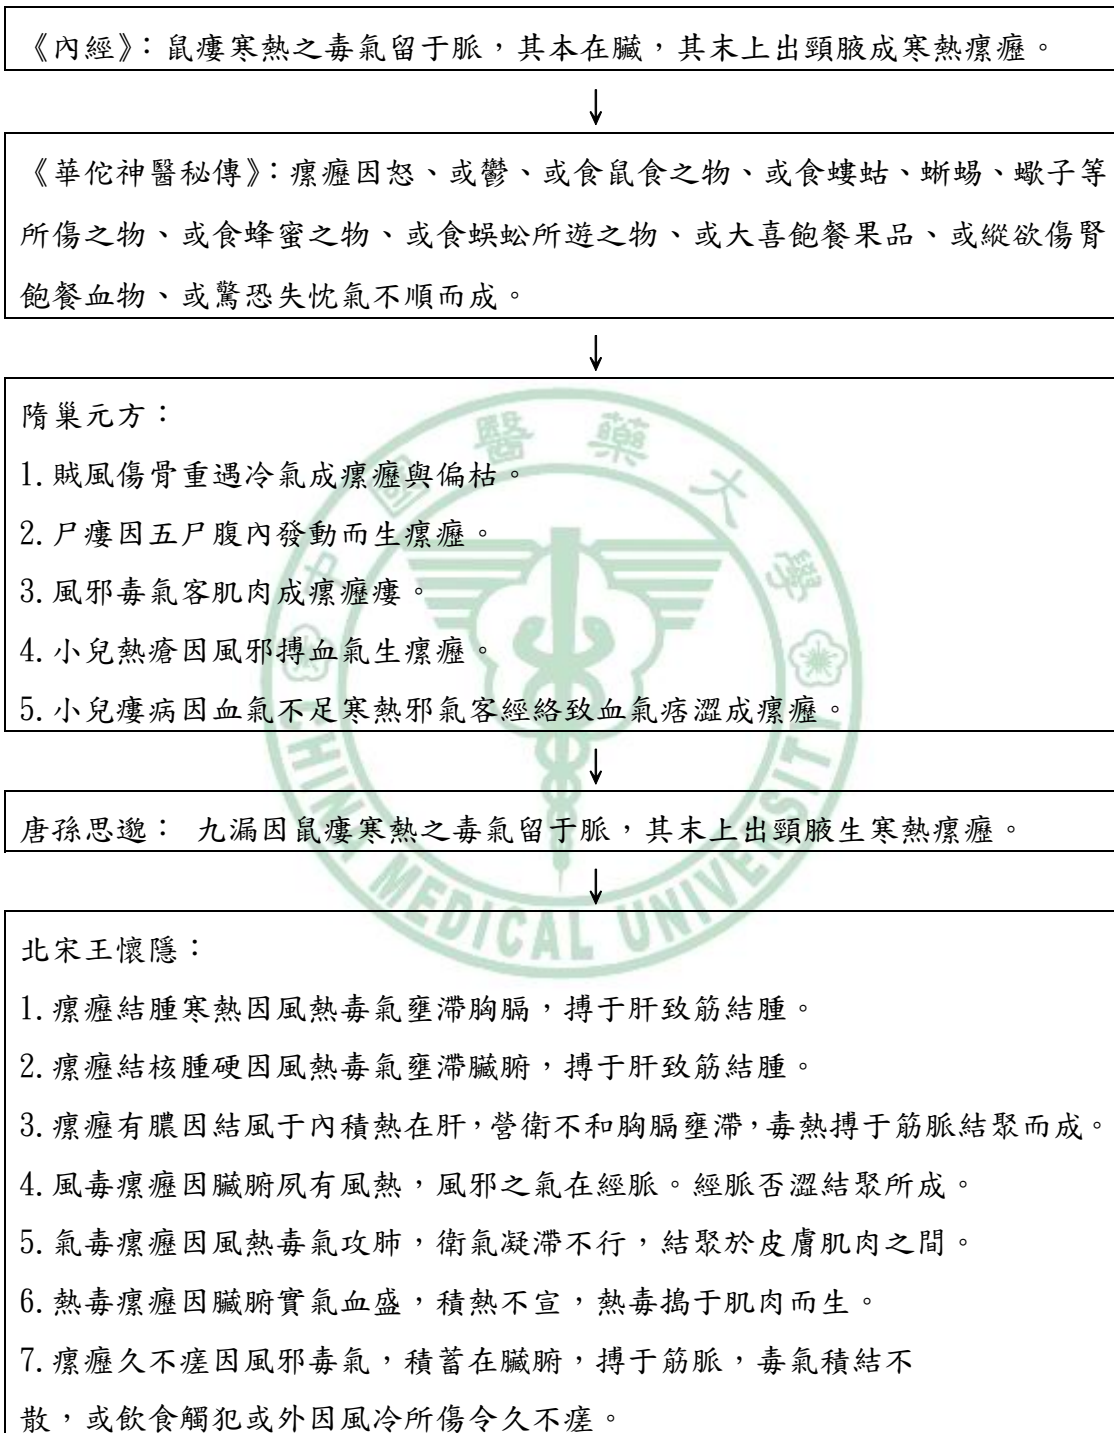 《內經》：鼠瘻寒熱之毒氣留于脈，其本在臟，其末上出頸腋成寒熱瘰癧。
↓
《華佗神醫秘傳》：瘰癧因怒、或鬱、或食鼠食之物、或食螻蛄、蜥蜴、蠍子等
所傷之物、或食蜂蜜之物、或食蜈蚣所遊之物、或大喜飽餐果品、或縱欲傷腎
飽餐血物、或驚恐失忱氣不順而成。
↓
隋巢元方：
1.賊風傷骨重遇冷氣成瘰癧與偏枯。
2.尸瘻因五尸腹內發動而生瘰癧。
3.風邪毒氣客肌肉成瘰癧瘻。
4.小兒熱瘡因風邪搏血氣生瘰癧。
5.小兒瘻病因血氣不足寒熱邪氣客經絡致血氣痞澀成瘰癧。
↓
唐孫思邈： 九漏因鼠瘻寒熱之毒氣留于脈，其末上出頸腋生寒熱瘰癧。
↓
北宋王懷隱：
1.瘰癧結腫寒熱因風熱毒氣壅滯胸膈，搏于肝致筋結腫。
2.瘰癧結核腫硬因風熱毒氣壅滯臟腑，搏于肝致筋結腫。
3.瘰癧有膿因結風于內積熱在肝，營衛不和胸膈壅滯，毒熱搏于筋脈結聚而成。
4.風毒瘰癧因臟腑夙有風熱，風邪之氣在經脈。經脈否澀結聚所成。
5.氣毒瘰癧因風熱毒氣攻肺，衛氣凝滯不行，結聚於皮膚肌肉之間。
6.熱毒瘰癧因臟腑實氣血盛，積熱不宣，熱毒搗于肌肉而生。
7.瘰癧久不瘥因風邪毒氣，積蓄在臟腑，搏于筋脈，毒氣積結不
散，或飲食觸犯或外因風冷所傷令久不瘥。
中國醫藥大學
CHINA MEDICAL UNIVERSITY